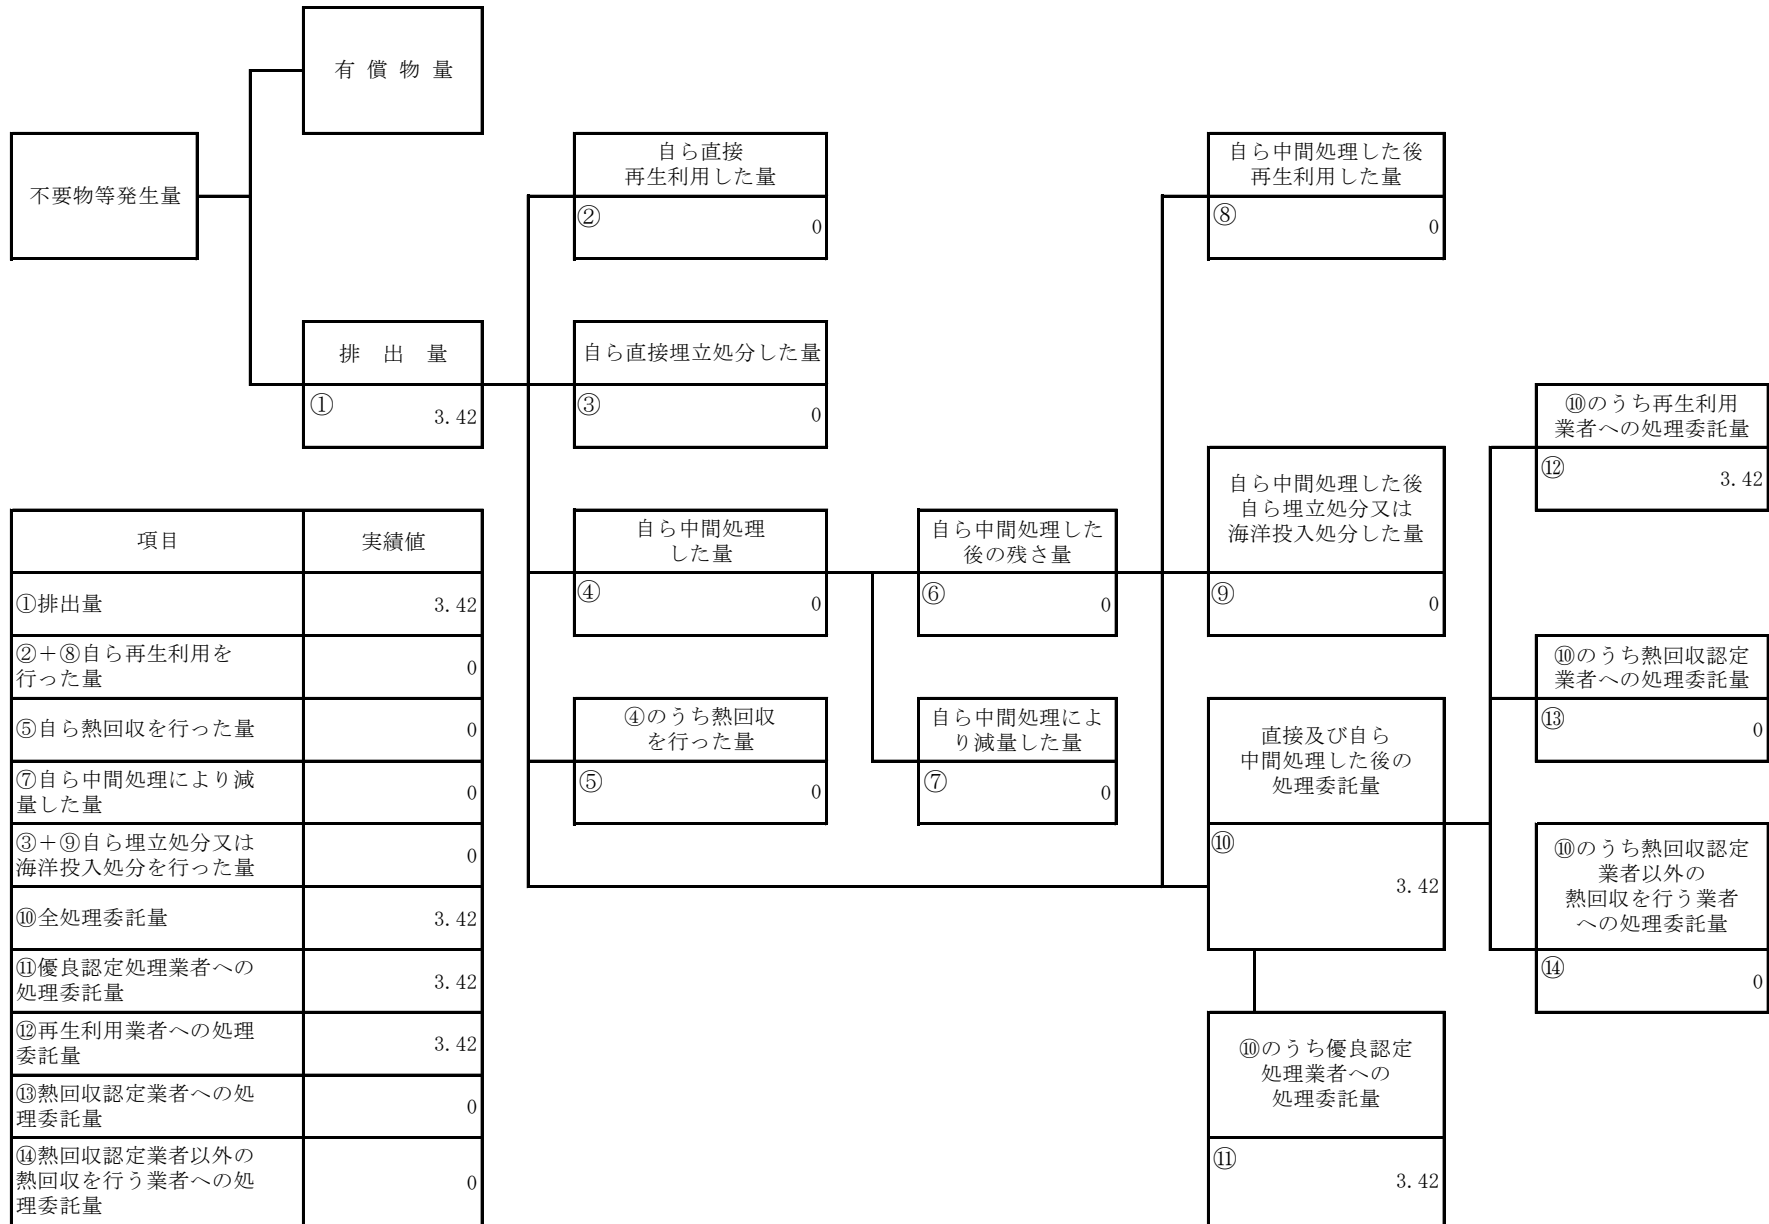 有 償 物 量
不要物等発生量
自ら直接
再生利用した量
②
0
自ら中間処理した後
再生利用した量
⑧
0
排 出 量
①
3.42
自ら直接埋立処分した量
③
0
⑩のうち再生利用
業者への処理委託量
⑫
3.42
自ら中間処理
した量
④
0
自ら中間処理した
後の残さ量
⑥
0
自ら中間処理した後
自ら埋立処分又は
海洋投入処分した量
⑨
0
⑩のうち熱回収認定
業者への処理委託量
⑬
0
④のうち熱回収
を行った量
⑤
0
自ら中間処理によ
り減量した量
⑦
0
直接及び自ら
中間処理した後の
処理委託量
⑩
3.42
⑩のうち熱回収認定
業者以外の
熱回収を行う業者
への処理委託量
⑭
0
⑩のうち優良認定
処理業者への
処理委託量
⑪
3.42
項目 実績値
①排出量 3.42
②+⑧自ら再生利用を
行った量
0
⑤自ら熱回収を行った量 0
⑦自ら中間処理により減
量した量
0
③+⑨自ら埋立処分又は
海洋投入処分を行った量
0
⑩全処理委託量 3.42
⑪優良認定処理業者への
処理委託量
3.42
⑫再生利用業者への処理
委託量
3.42
⑬熱回収認定業者への処
理委託量
0
⑭熱回収認定業者以外の
熱回収を行う業者への処
理委託量
0